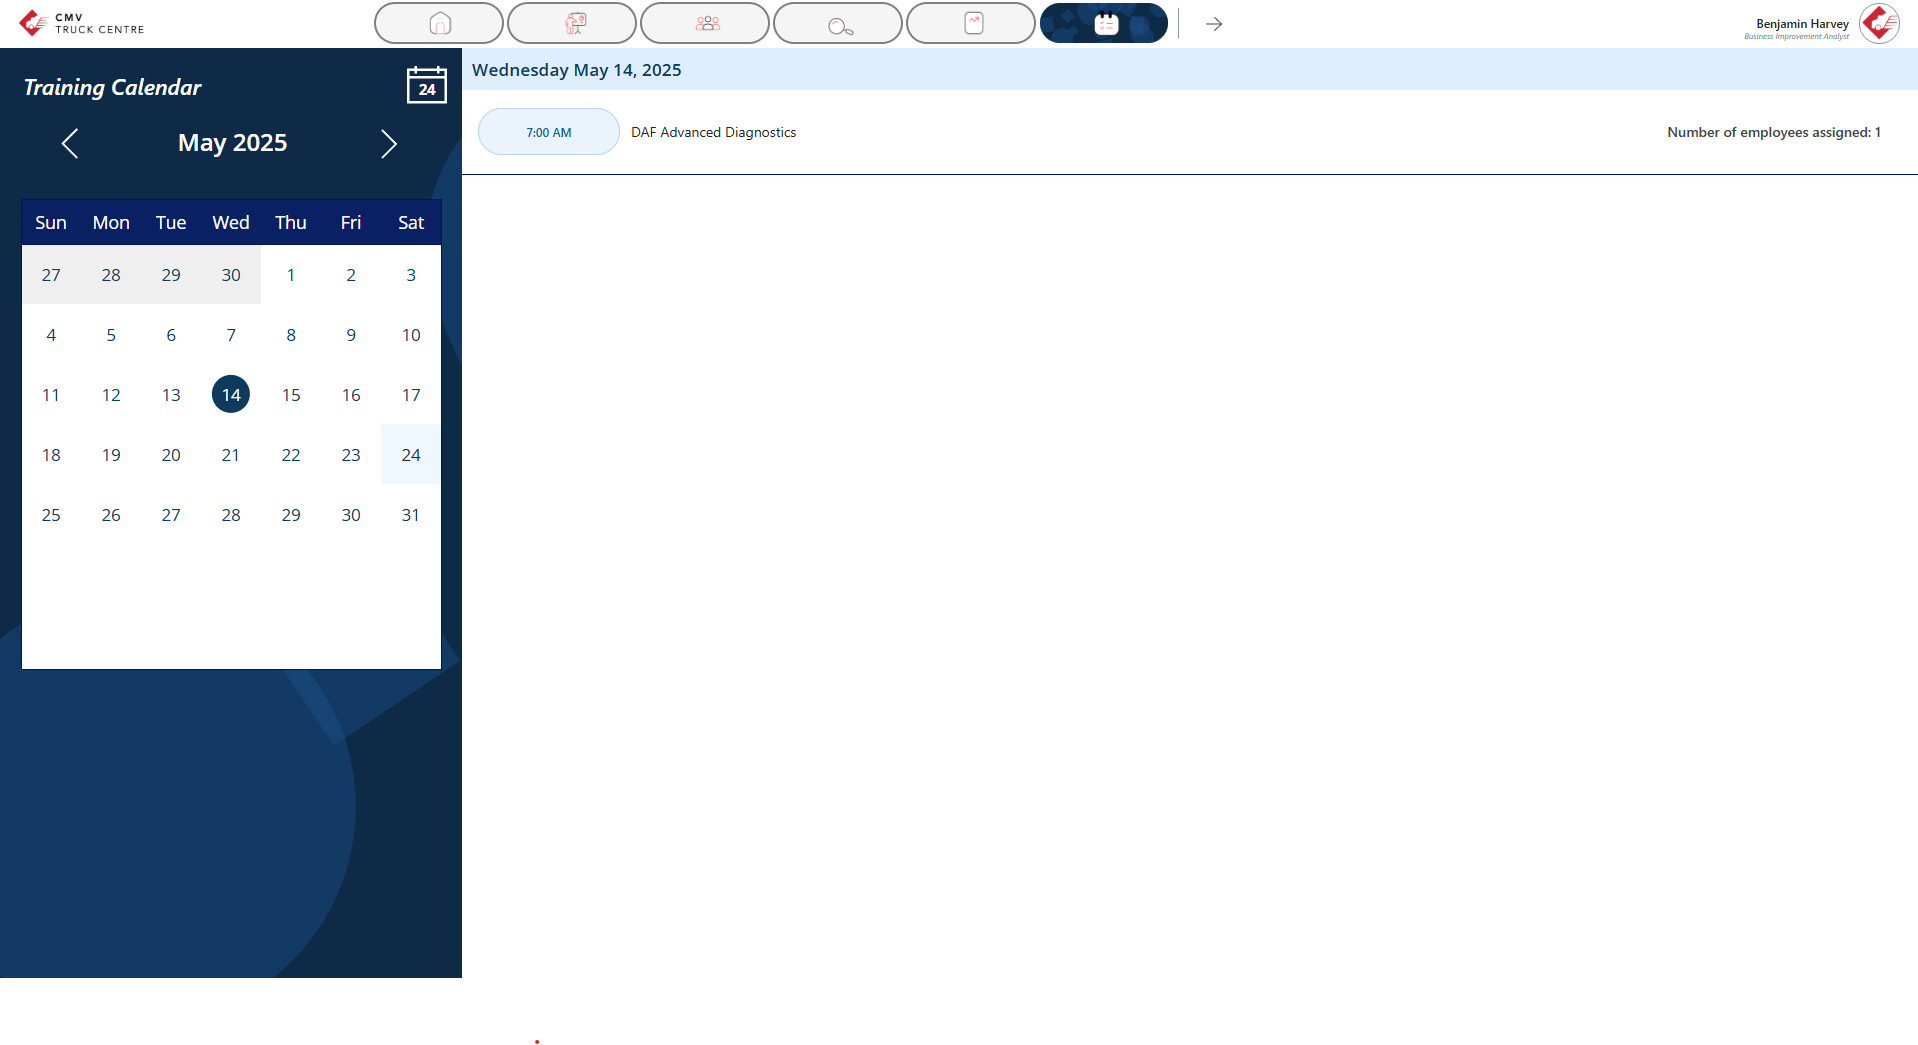 CMV
TRUCK CENTRE
Benjamin Harvey
Business Improvement Analyst
Training Calendar
24
May 2025
Sun Mon Tue Wed Thu Fri Sat
27 28 29 30 1 2 3
4 5 6 7 8 9 10
11 12 13 14 15 16 17
18 19 20 21 22 23 24
25 26 27 28 29 30 31
Wednesday May 14, 2025
7:00 AM DAF Advanced Diagnostics Number of employees assigned: 1